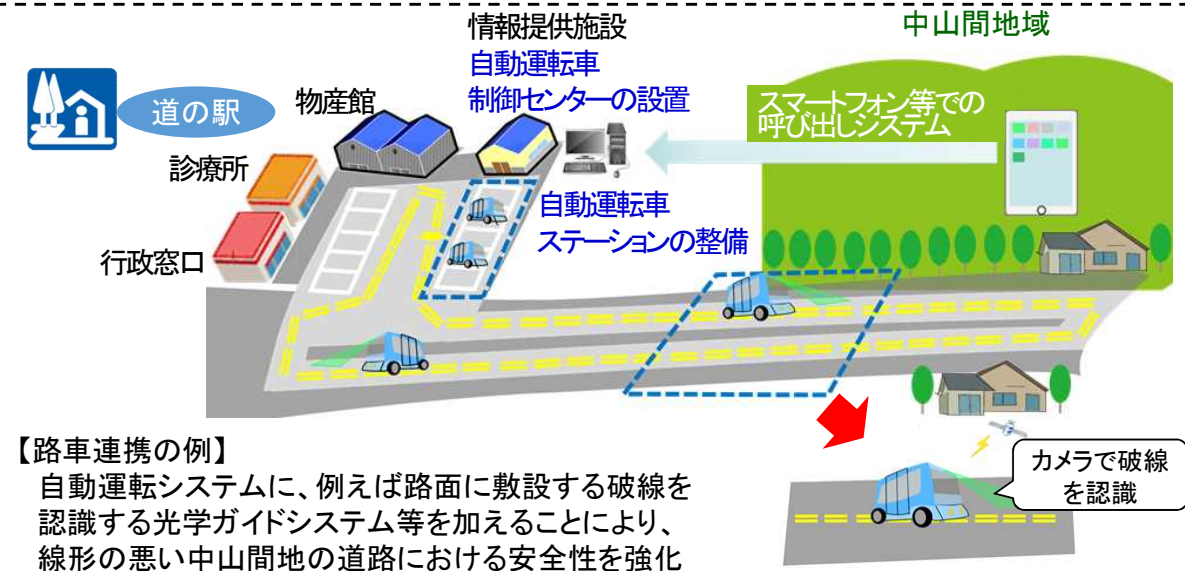 情報提供施設
自動運転車
制御センターの設置
中山間地域
道の駅
物産館
スマートフォン等での
呼び出しシステム
診療所
自動運転車
ステーションの整備
行政窓口
【路車連携の例】
自動運転システムに、例えば路面に敷設する破線を
認識する光学ガイドシステム等を加えることにより、
線形の悪い中山間地の道路における安全性を強化
カメラで破線
を認識